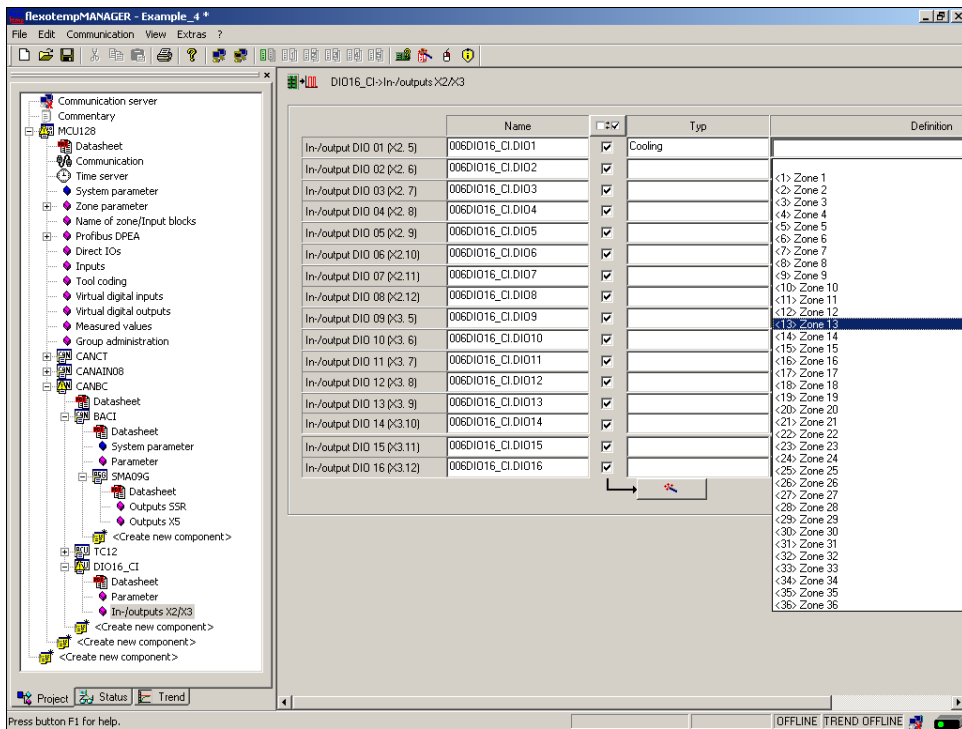 flexotempMANAGER - Example_4 *
File Edit Communication View Extras ?
DIO16_CI>In-/outputs X2/X3
Communication server
Commentary
MCU128
Datasheet
Communication
Time server
System parameter
Zone parameter
Name of zone/Input blocks
Profibus DPEA
Direct IOs
Inputs
Tool coding
Virtual digital inputs
Virtual digital outputs
Measured values
Group administration
CANCT
CANAIN08
CANBC
Datasheet
BACI
Datasheet
System parameter
Parameter
SMA09G
Datasheet
Outputs SSR
Outputs X5
<Create new component>
TC12
DIO16_CI
Datasheet
Parameter
In-/outputs X2/X3
<Create new component>
<Create new component>
<Create new component>
Project Status Trend
Name Typ Definition
In-/output DIO 01 (X2. 5) 006DIO16_CI.DIO1 Cooling
In-/output DIO 02 (X2. 6) 006DIO16_CI.DIO2
In-/output DIO 03 (X2. 7) 006DIO16_CI.DIO3
In-/output DIO 04 (X2. 8) 006DIO16_CI.DIO4
In-/output DIO 05 (X2. 9) 006DIO16_CI.DIO5
In-/output DIO 06 (X2.10) 006DIO16_CI.DIO6
In-/output DIO 07 (X2.11) 006DIO16_CI.DIO7
In-/output DIO 08 (X2.12) 006DIO16_CI.DIO8
In-/output DIO 09 (X3. 5) 006DIO16_CI.DIO9
In-/output DIO 10 (X3. 6) 006DIO16_CI.DIO10
In-/output DIO 11 (X3. 7) 006DIO16_CI.DIO11
In-/output DIO 12 (X3. 8) 006DIO16_CI.DIO12
In-/output DIO 13 (X3. 9) 006DIO16_CI.DIO13
In-/output DIO 14 (X3.10) 006DIO16_CI.DIO14
In-/output DIO 15 (X3.11) 006DIO16_CI.DIO15
In-/output DIO 16 (X3.12) 006DIO16_CI.DIO16
<1> Zone 1
<2> Zone 2
<3> Zone 3
<4> Zone 4
<5> Zone 5
<6> Zone 6
<7> Zone 7
<8> Zone 8
<9> Zone 9
<10> Zone 10
<11> Zone 11
<12> Zone 12
<13> Zone 13
<14> Zone 14
<15> Zone 15
<16> Zone 16
<17> Zone 17
<18> Zone 18
<19> Zone 19
<20> Zone 20
<21> Zone 21
<22> Zone 22
<23> Zone 23
<24> Zone 24
<25> Zone 25
<26> Zone 26
<27> Zone 27
<28> Zone 28
<29> Zone 29
<30> Zone 30
<31> Zone 31
<32> Zone 32
<33> Zone 33
<34> Zone 34
<35> Zone 35
<36> Zone 36
Press button F1 for help.
OFFLINE TREND OFFLINE